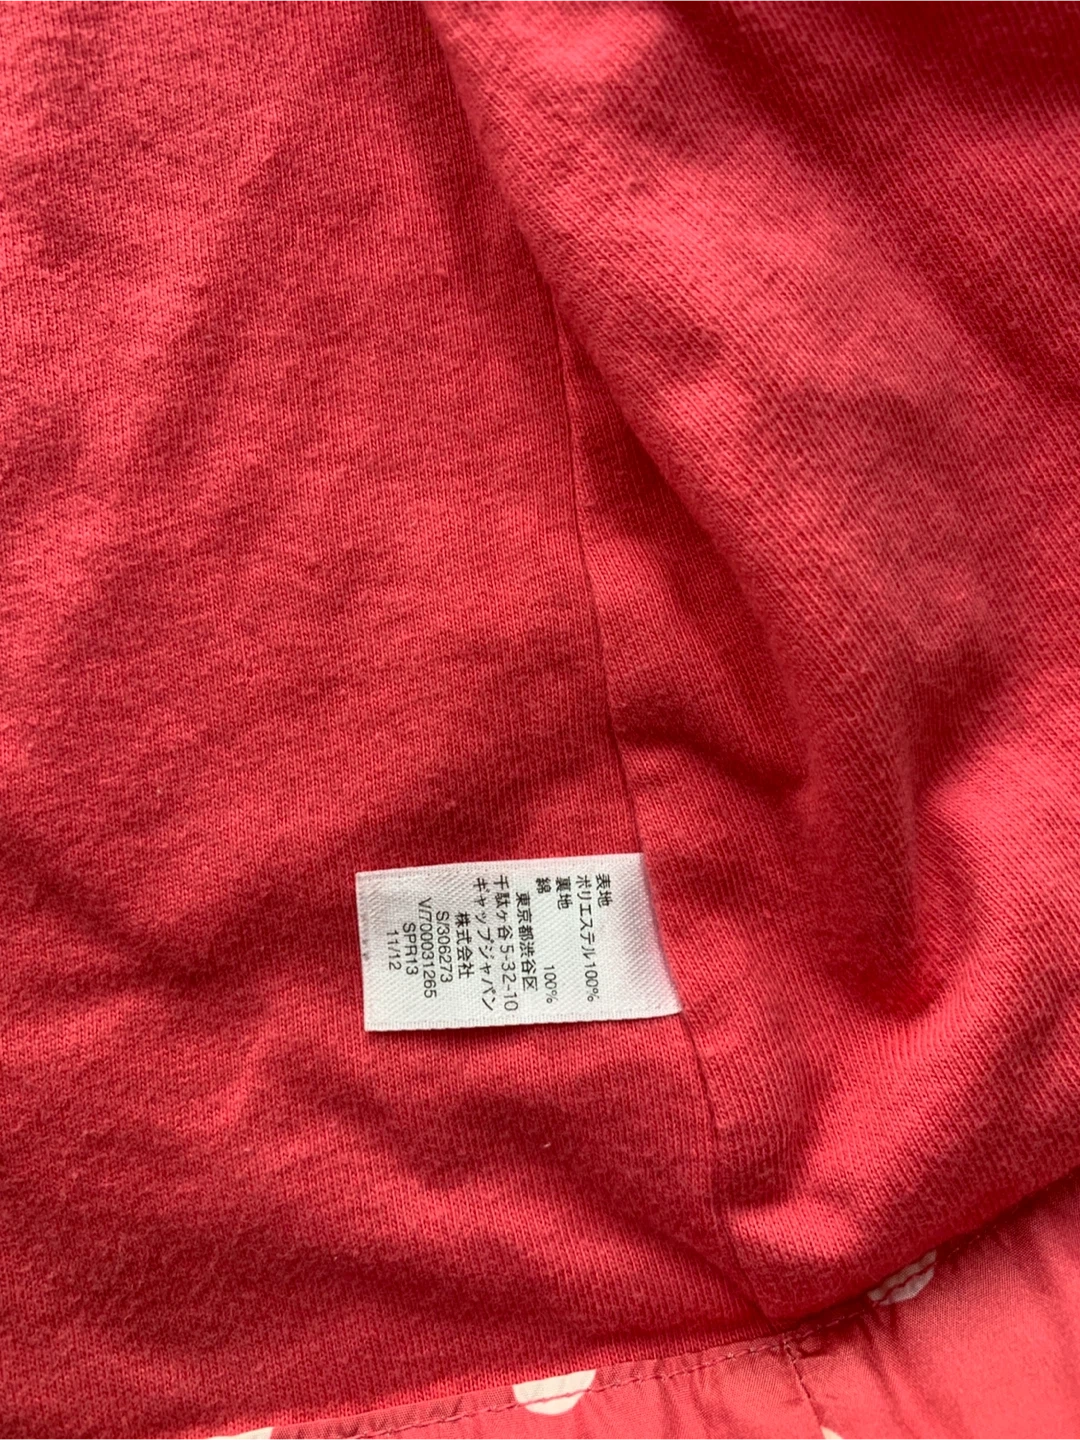 表地
ポリエステル100%
裏地
綿 100%
東京都渋谷区
千駄ヶ谷5-32-10
ギャップジャパン
株式会社
S/306273
V/700031265
SPR13
11/12